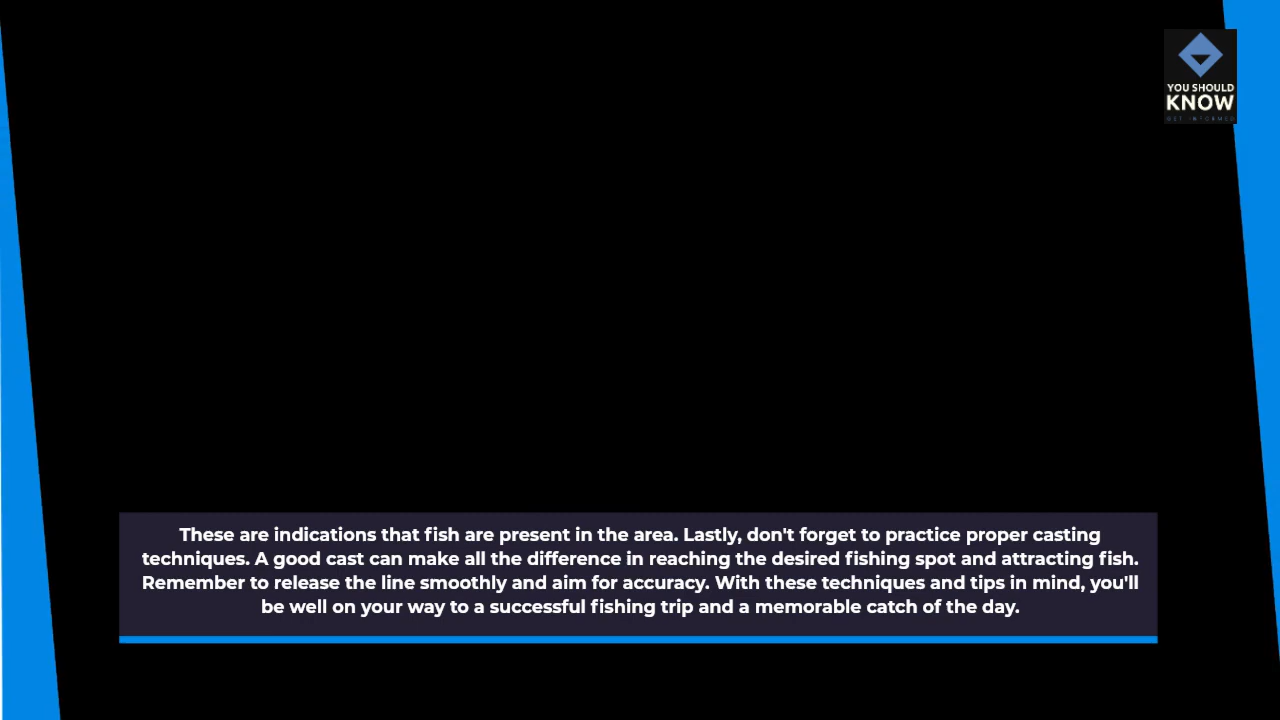 YOU SHOULD
KNOW
GET INFORMED
These are indications that fish are present in the area. Lastly, don't forget to practice proper casting
techniques. A good cast can make all the difference in reaching the desired fishing spot and attracting fish.
Remember to release the line smoothly and aim for accuracy. With these techniques and tips in mind, you'll
be well on your way to a successful fishing trip and a memorable catch of the day.